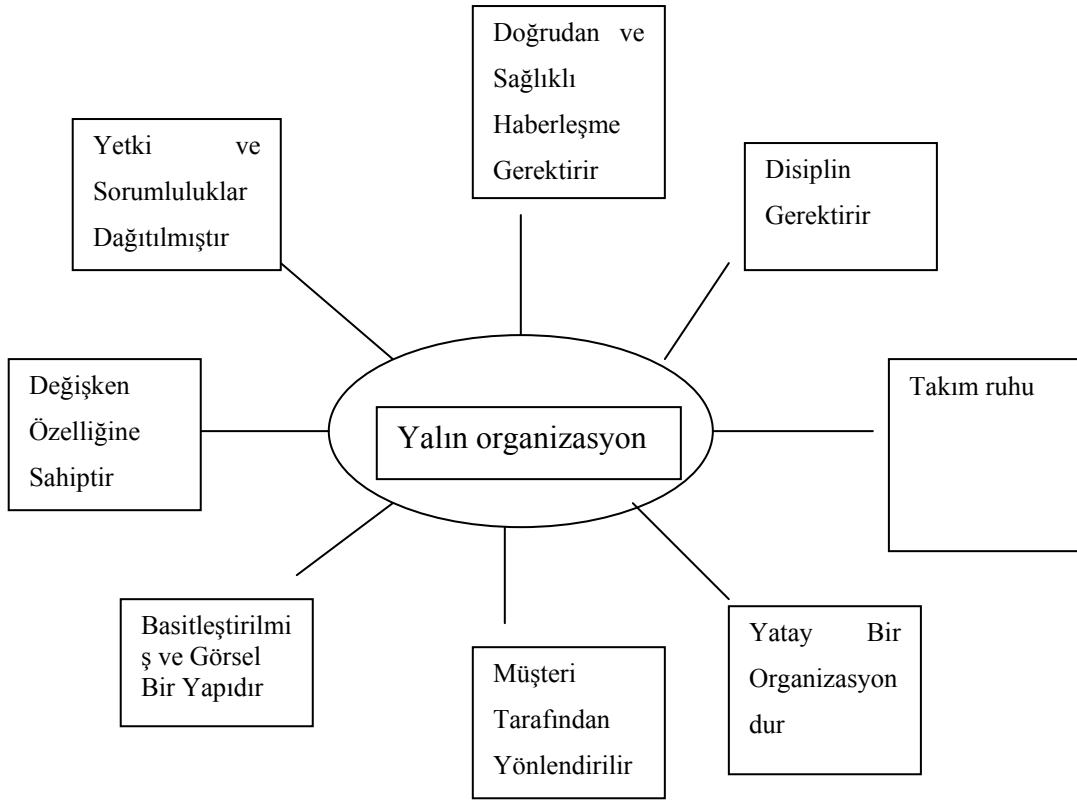 Doğrudan ve
Sağlıklı
Haberleşme
Gerektirir
Yetki ve
Sorumluluklar
Dağıtılmıştır
Disiplin
Gerektirir
Değişken
Özelliğine
Sahiptir
Yalın organizasyon
Takım ruhu
Basitleştirilmi
ş ve Görsel
Bir Yapıdır
Müşteri
Tarafından
Yönlendirilir
Yatay Bir
Organizasyon
dur